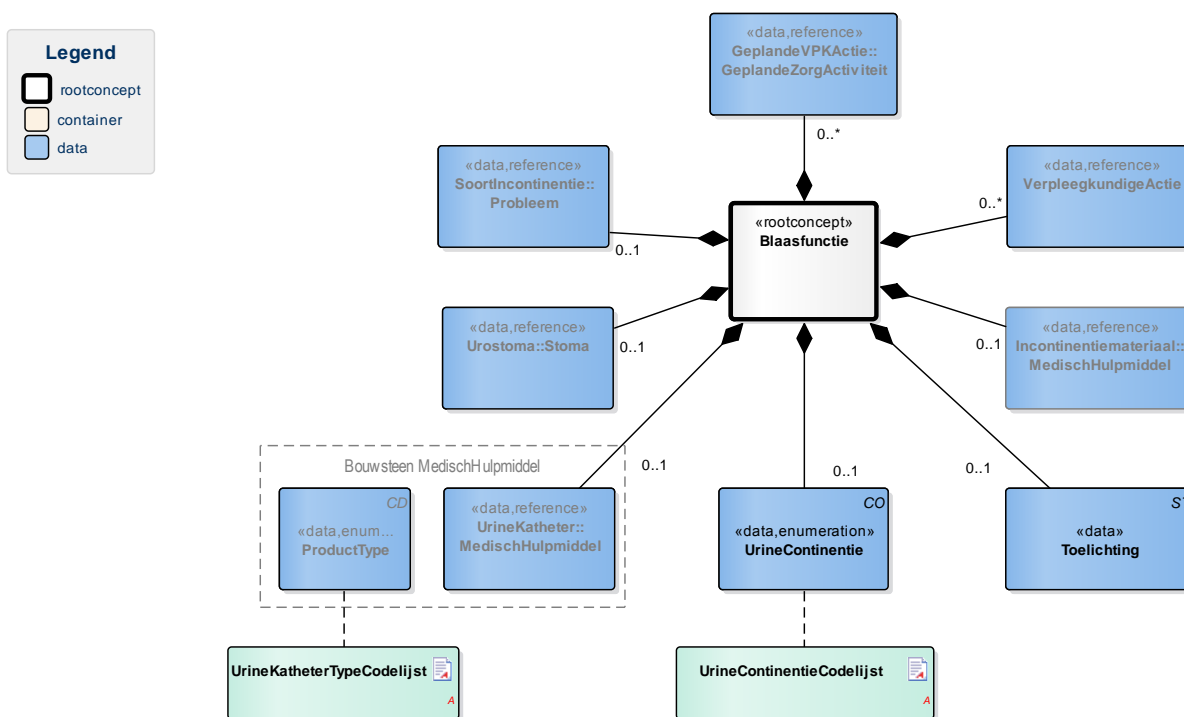 Legend
rootconcept
container
data
«data,reference»
GeplandeVPKActie::
GeplandeZorgActiviteit
0..*
«data,reference»
SoortIncontinentie::
Probleem
0..1
«data,reference»
VerpleegkundigeActie
0..*
«rootconcept»
Blaasfunctie
«data,reference»
Urostoma::Stoma
0..1
«data,reference»
Incontinentiemateriaal::
MedischHulpmiddel
0..1
Bouwsteen MedischHulpmiddel
0..1
0..1
0..1
CD
«data,enum...
ProductType
«data,reference»
UrineKatheter::
MedischHulpmiddel
CO
«data,enumeration»
UrineContinentie
ST
«data»
Toelichting
UrineKatheterTypeCodelijst
A
UrineContinentieCodelijst
A